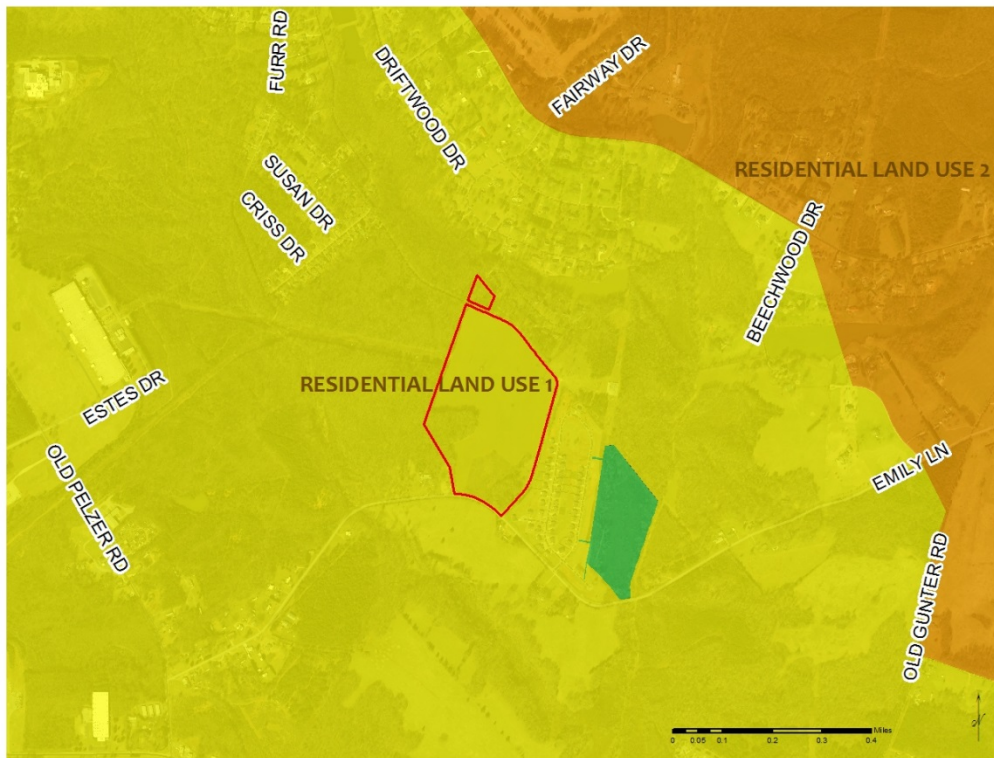 FURR RD
DRIFTWOOD DR
FAIRWAY DR
RESIDENTIAL LAND USE 2
SUSAN DR
CRISS DR
BEECHWOOD DR
RESIDENTIAL LAND USE 1
ESTES DR
OLD PELZER RD
EMILY LN
OLD GUNTER RD
N
Miles
0 0.05 0.1 0.2 0.3 0.4